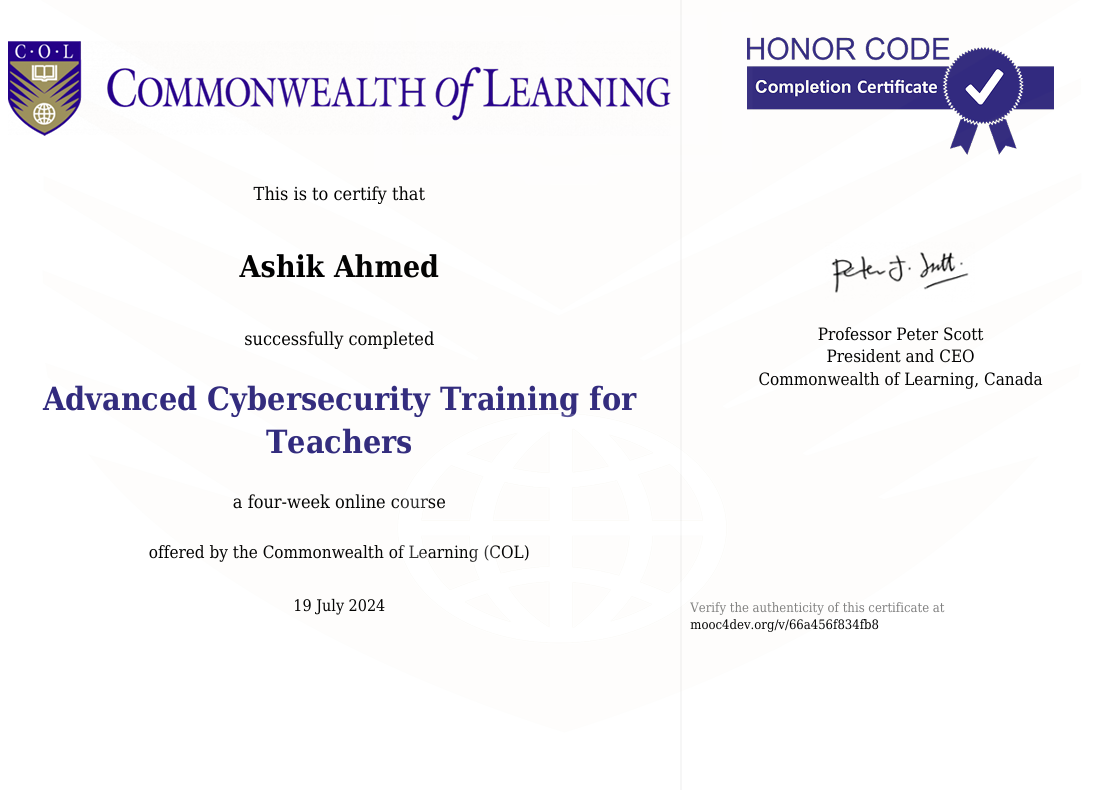 C·O·L
COMMONWEALTH of LEARNING
This is to certify that
Ashik Ahmed
successfully completed
Advanced Cybersecurity Training for
Teachers
a four-week online course
offered by the Commonwealth of Learning (COL)
19 July 2024
HONOR CODE
Completion Certificate
Peter J. Scott
Professor Peter Scott
President and CEO
Commonwealth of Learning, Canada
Verify the authenticity of this certificate at
mooc4dev.org/v/66a456f834fb8